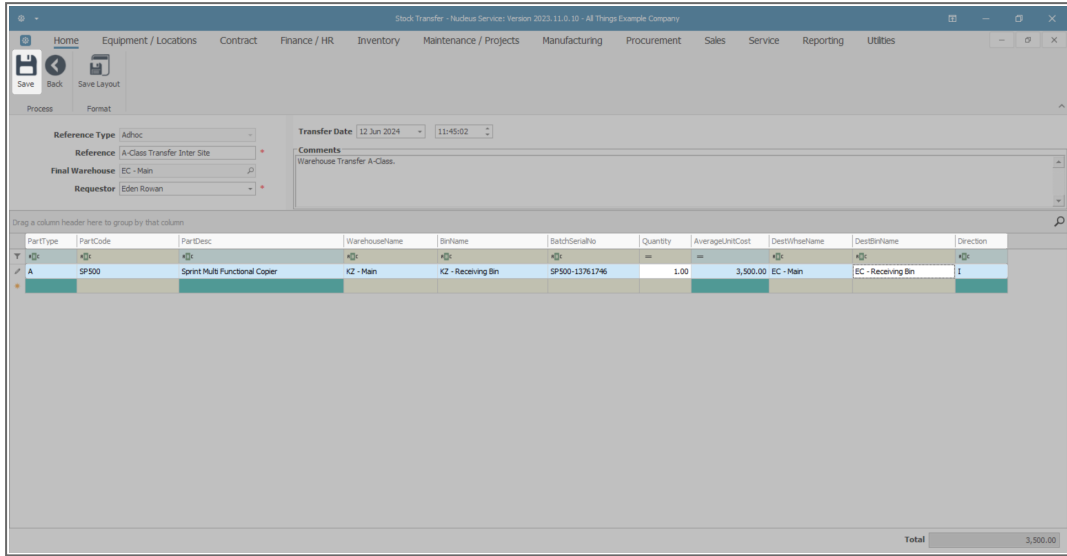 Stock Transfer - Nucleus Service: Version 2023.11.0.10 - All Things Example Company
Home Equipment / Locations Contract Finance / HR Inventory Maintenance / Projects Manufacturing Procurement Sales Service Reporting Utilities
Save Back Save Layout
Process Format
Reference Type Adhoc
Transfer Date 12 Jun 2024 11:45:02
Reference A-Class Transfer Inter Site *
Comments
Warehouse Transfer A-Class.
Final Warehouse EC - Main
Requestor Eden Rowan *
Drag a column header here to group by that column
PartType PartCode PartDesc WarehouseName BinName BatchSerialNo Quantity AverageUnitCost DestWhseName DestBinName Direction
= =
A SP500 Sprint Multi Functional Copier KZ - Main KZ - Receiving Bin SP500-13761746 1.00 3,500.00 EC - Main EC - Receiving Bin I
Total 3,500.00